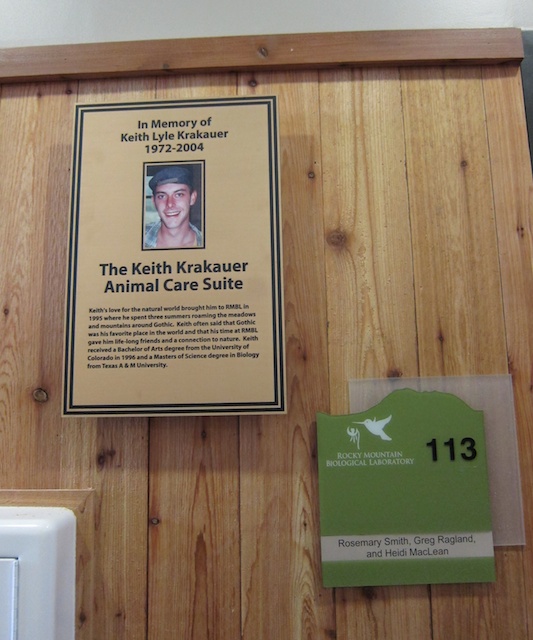 In Memory of
Keith Lyle Krakauer
1972-2004
The Keith Krakauer
Animal Care Suite
Keith's love for the natural world brought him to RMBL in
1995 where he spent three summers roaming the meadows
and mountains around Gothic. Keith often said that Gothic
was his favorite place in the world and that his time at RMBL
gave him life-long friends and a connection to nature. Keith
received a Bachelor of Arts degree from the University of
Colorado in 1996 and a Masters of Science degree in Biology
from Texas A & M University.
113
Rocky Mountain
Biological Laboratory
Rosemary Smith, Greg Ragland,
and Heidi MacLean